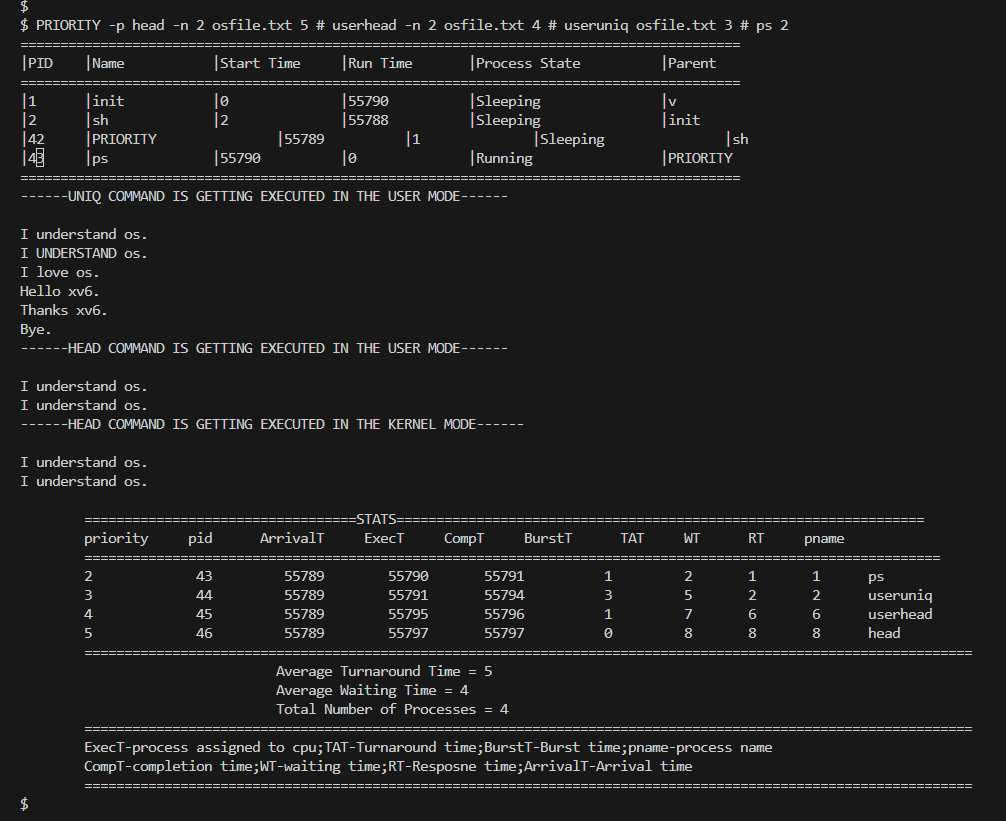 $
$ PRIORITY -p head -n 2 osfile.txt 5 # userhead -n 2 osfile.txt 4 # useruniq osfile.txt 3 # ps 2
==========================================================================================
|PID    |Name           |Start Time     |Run Time       |Process State          |Parent
==========================================================================================
|1      |init           |0              |55790          |Sleeping               |v
|2      |sh             |2              |55788          |Sleeping               |init
|42     |PRIORITY               |55789          |1              |Sleeping               |sh
|43     |ps             |55790          |0              |Running                |PRIORITY
==========================================================================================
------UNIQ COMMAND IS GETTING EXECUTED IN THE USER MODE------
I understand os.
I UNDERSTAND os.
I love os.
Hello xv6.
Thanks xv6.
Bye.
------HEAD COMMAND IS GETTING EXECUTED IN THE USER MODE------
I understand os.
I understand os.
------HEAD COMMAND IS GETTING EXECUTED IN THE KERNEL MODE------
I understand os.
I understand os.
==================================STATS==================================================================
priority     pid      ArrivalT     ExecT     CompT     BurstT      TAT     WT      RT     pname
===========================================================================================================
2             43         55789        55790       55791          1         2       1       1      ps
3             44         55789        55791       55794          3         5       2       2      useruniq
4             45         55789        55795       55796          1         7       6       6      userhead
5             46         55789        55797       55797          0         8       8       8      head
===============================================================================================================
Average Turnaround Time = 5
Average Waiting Time = 4
Total Number of Processes = 4
===============================================================================================================
ExecT-process assigned to cpu;TAT-Turnaround time;BurstT-Burst time;pname-process name
CompT-completion time;WT-waiting time;RT-Resposne time;ArrivalT-Arrival time
===============================================================================================================
$